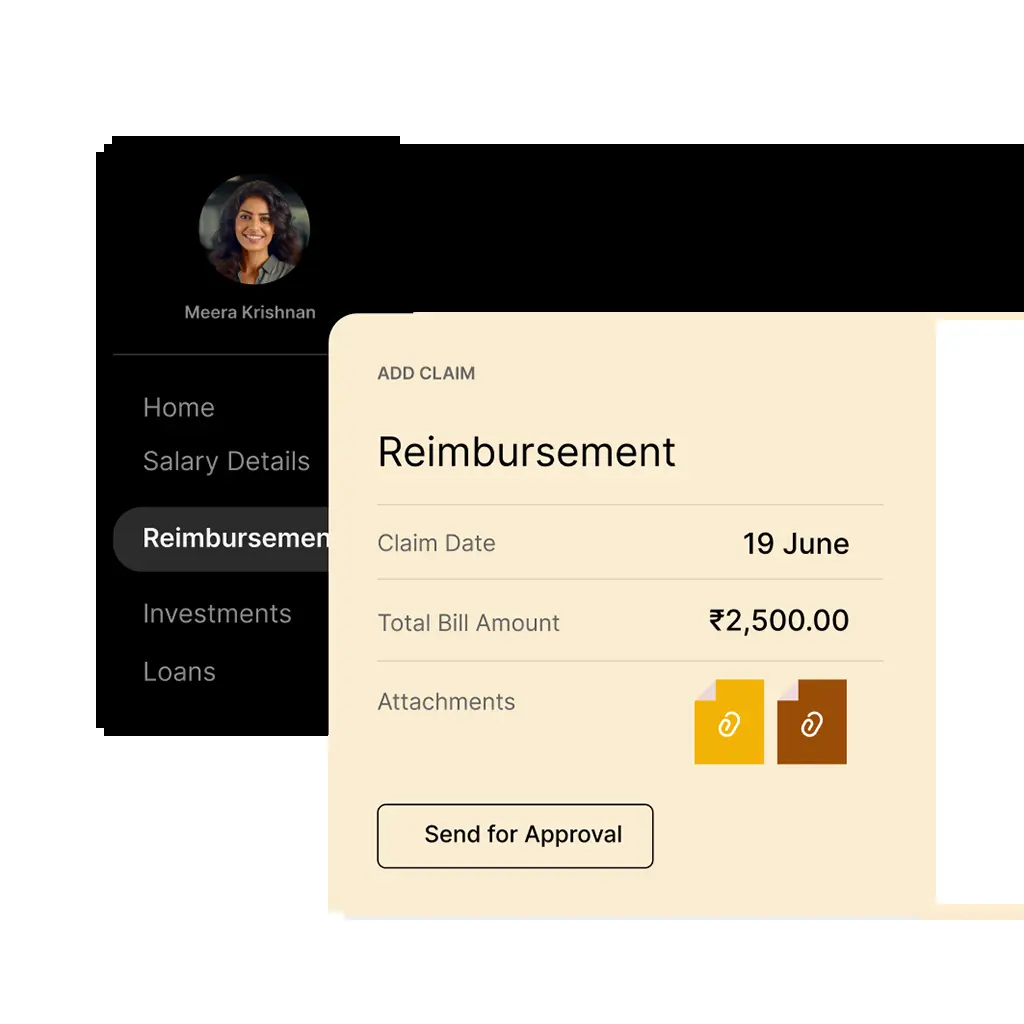 Meera Krishnan
Home
Salary Details
Reimbursemen
Investments
Loans
ADD CLAIM
Reimbursement
Claim Date 19 June
Total Bill Amount ₹2,500.00
Attachments
Send for Approval